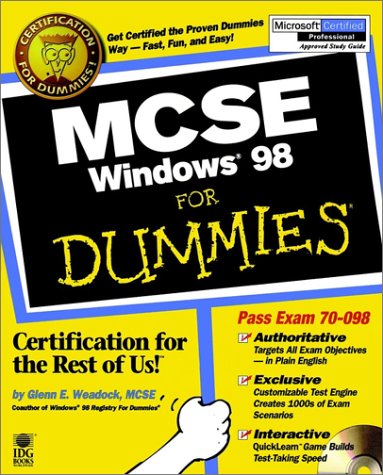 CERTIFICATION
FOR DUMMIES!
Get Certified the Proven Dummies
Way — Fast, Fun, and Easy!
Microsoft Certified
Professional
Approved Study Guide
MCSE
Windows® 98
FOR
DUMMIES®
Pass Exam 70-098
Authoritative
Targets All Exam Objectives
— in Plain English
Exclusive
Customizable Test Engine
Creates 1000s of Exam
Scenarios
Interactive
QuickLearn™ Game Builds
Test-Taking Speed
Certification for
the Rest of Us!™
by Glenn E. Weadock, MCSE
Coauthor of Windows® 98 Registry For Dummies®
IDG
BOOKS
WORLDWIDE